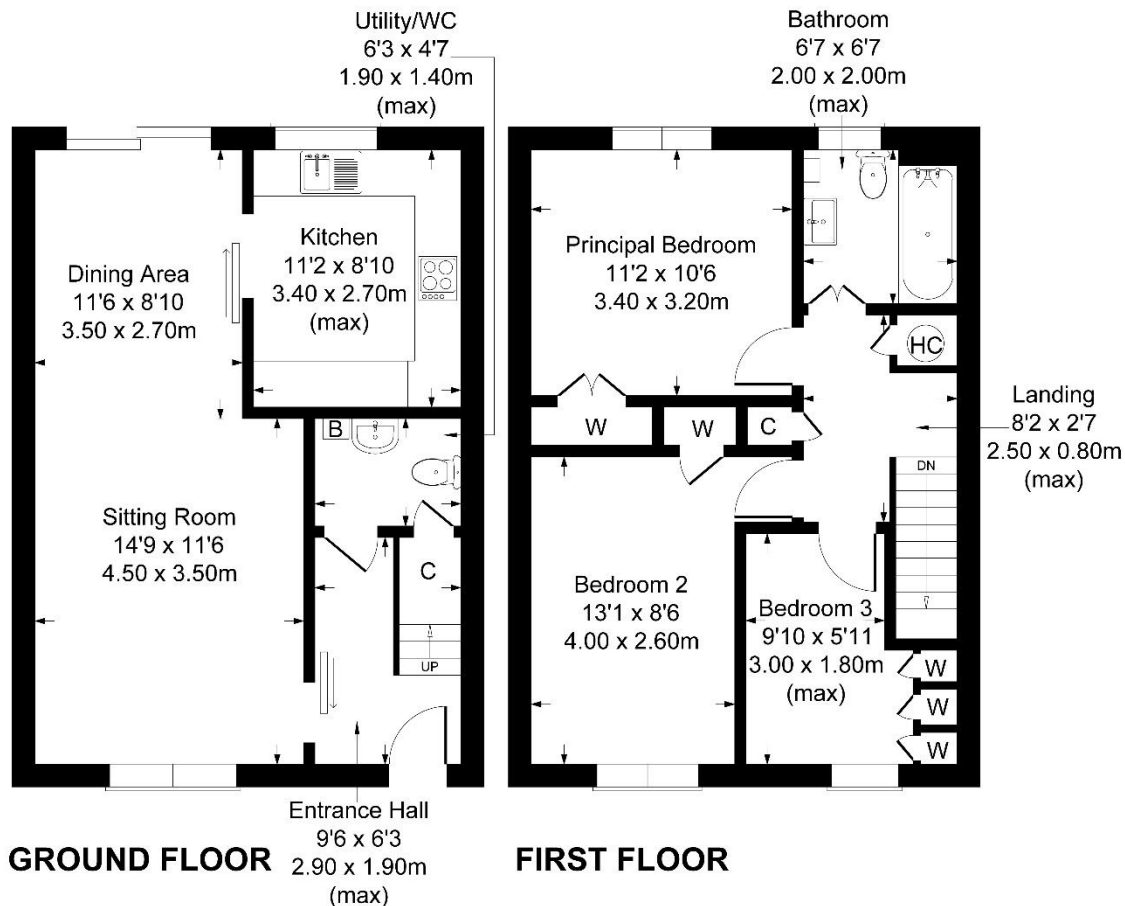 Utility/WC
6'3 x 4'7
1.90 x 1.40m
(max)
Bathroom
6'7 x 6'7
2.00 x 2.00m
(max)
Dining Area
11'6 x 8'10
3.50 x 2.70m
Kitchen
11'2 x 8'10
3.40 x 2.70m
(max)
B
Sitting Room
14'9 x 11'6
4.50 x 3.50m
C
UP
Entrance Hall
9'6 x 6'3
2.90 x 1.90m
(max)
GROUND FLOOR
Principal Bedroom
11'2 x 10'6
3.40 x 3.20m
HC
W
W
C
Landing
8'2 x 2'7
2.50 x 0.80m
(max)
DN
Bedroom 2
13'1 x 8'6
4.00 x 2.60m
Bedroom 3
9'10 x 5'11
3.00 x 1.80m
(max)
W
W
W
FIRST FLOOR